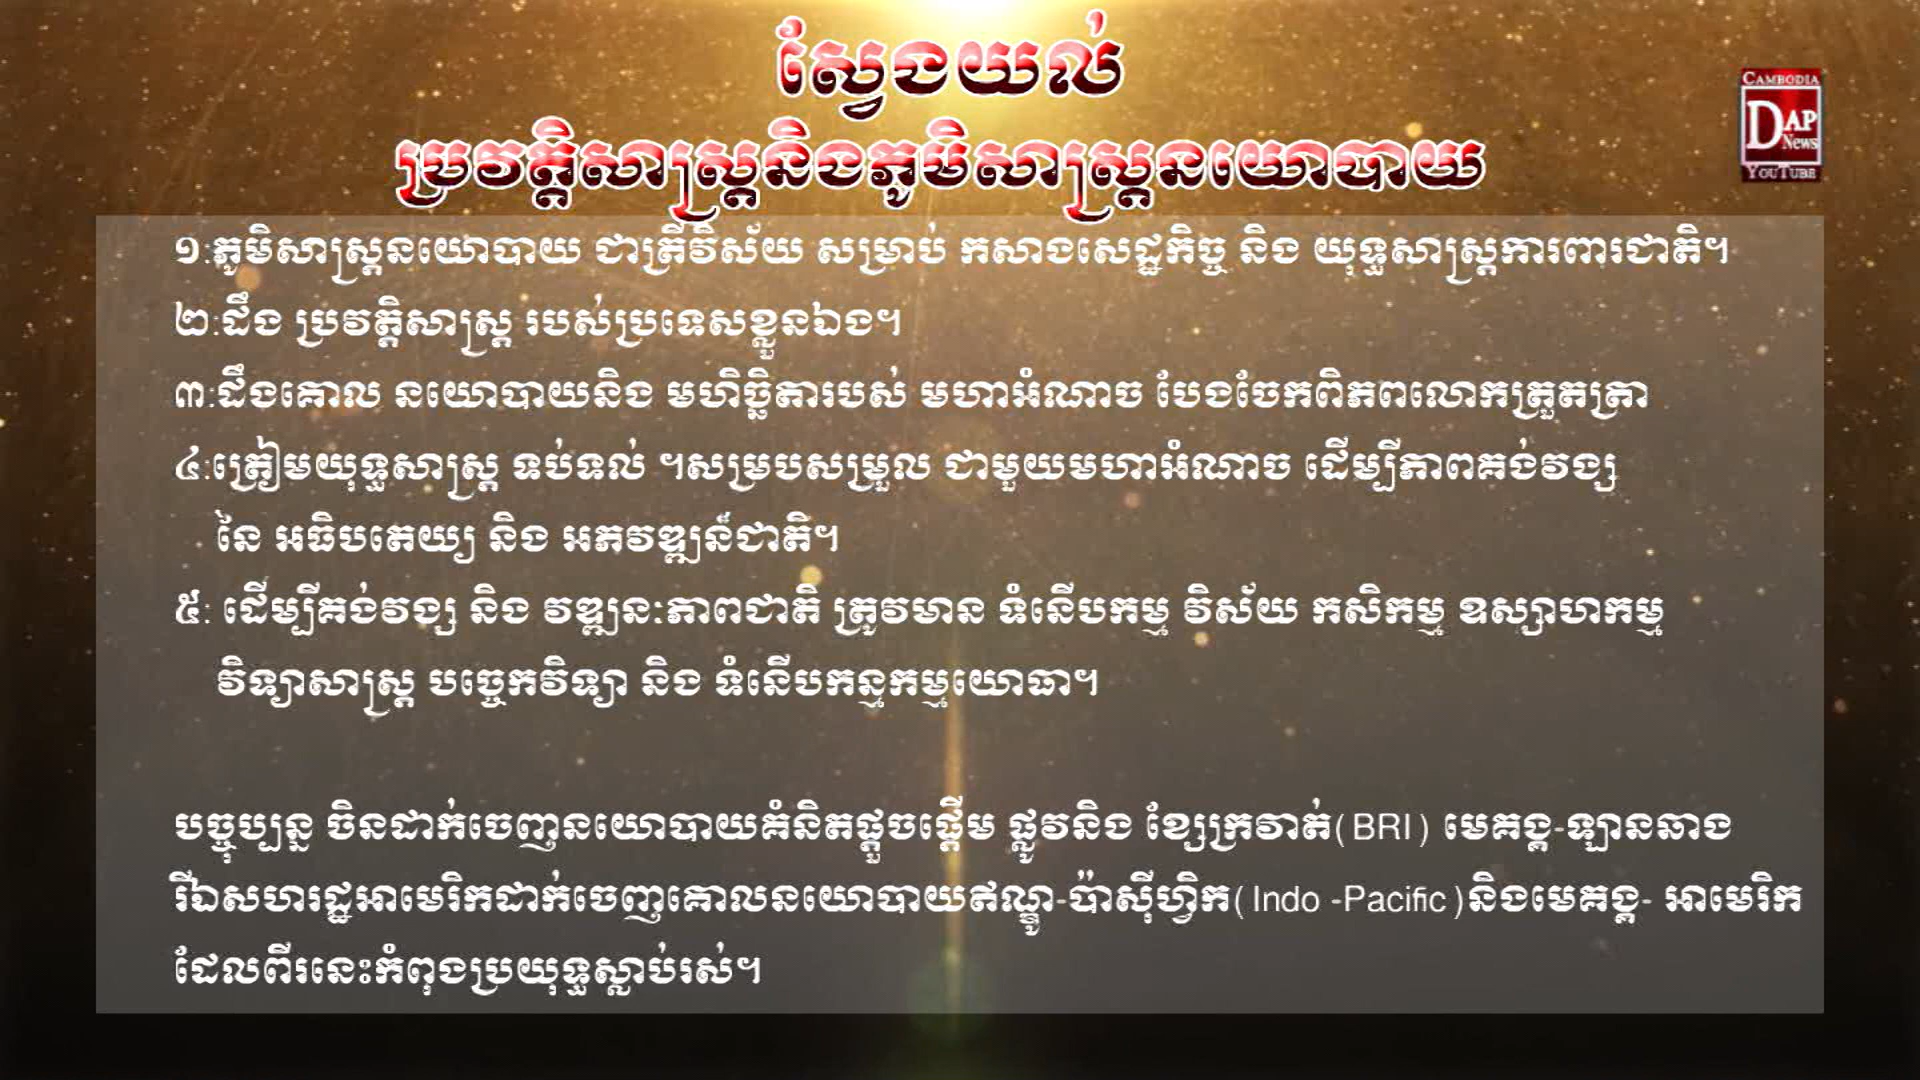 ស្វែងយល់
ប្រវត្តិសាស្ត្រនិងភូមិសាស្ត្រនយោបាយ
CAMBODIA
DAP
News
YOUTUBE
១:ភូមិសាស្ត្រនយោបាយ ជាត្រីវិស័យ សម្រាប់ កសាងសេដ្ឋកិច្ច និង យុទ្ធសាស្ត្រការពារជាតិ។
២:ដឹង ប្រវត្តិសាស្ត្រ របស់ប្រទេសខ្លួនឯង។
៣:ដឹងគោល នយោបាយនិង មហិច្ឆិតារបស់ មហាអំណាច បែងចែកពិភពលោកត្រួតត្រា
៤:ត្រៀមយុទ្ធសាស្ត្រ ទប់ទល់ ។សម្របសម្រួល ជាមួយមហាអំណាច ដើម្បីភាពគង់វង្ស
នៃ អធិបតេយ្យ និង អភវឌ្ឍន៍ជាតិ។
៥: ដើម្បីគង់វង្ស និង វឌ្ឍនៈភាពជាតិ ត្រូវមាន ទំនើបកម្ម វិស័យ កសិកម្ម ឧស្សាហកម្ម
វិទ្យាសាស្ត្រ បច្ចេកវិទ្យា និង ទំនើបកន្មកម្មយោធា។
បច្ចុប្បន្ន ចិនដាក់ចេញនយោបាយគំនិតផ្តួចផ្តើម ផ្លូវនិង ខ្សែក្រវាត់(BRI) មេគង្គ-ឡានឆាង
រីឯសហរដ្ឋអាមេរិកដាក់ចេញគោលនយោបាយឥណ្ឌូ-ប៉ាស៊ីហ្វិក(Indo -Pacific)និងមេគង្គ- អាមេរិក
ដែលពីរនេះកំពុងប្រយុទ្ធស្លាប់រស់។